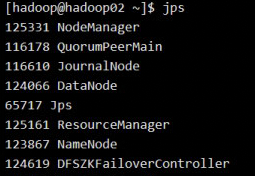 [hadoop@hadoop02 ~]$ jps
125331 NodeManager
116178 QuorumPeerMain
116610 JournalNode
124066 DataNode
65717 Jps
125161 ResourceManager
123867 NameNode
124619 DFSZKFailoverController